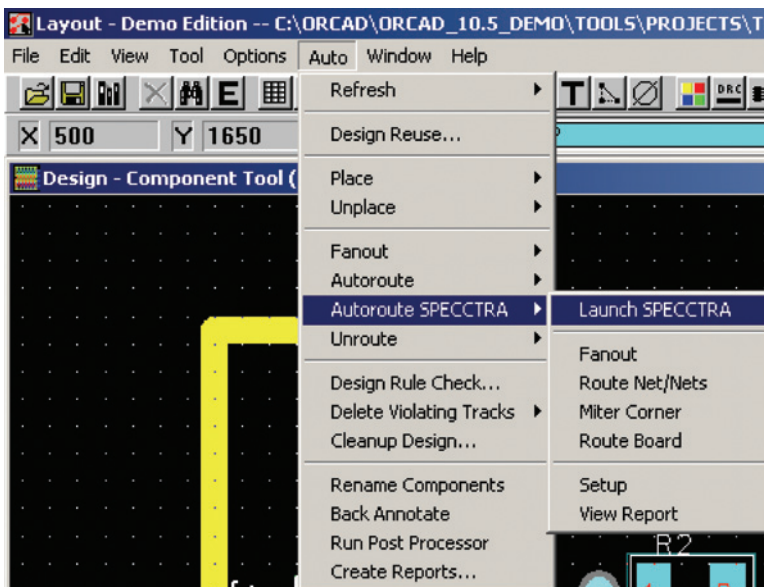 Layout - Demo Edition -- C:\ORCAD\ORCAD_10.5_DEMO\TOOLS\PROJECTS\T
File Edit View Tool Options Auto Window Help
E T DRC
X 500 Y 1650
Design - Component Tool (
Refresh
Design Reuse...
Place
Unplace
Fanout
Autoroute
Autoroute SPECCTRA
Unroute
Design Rule Check...
Delete Violating Tracks
Cleanup Design...
Rename Components
Back Annotate
Run Post Processor
Create Reports...
Launch SPECCTRA
Fanout
Route Net/Nets
Miter Corner
Route Board
Setup
View Report
R2